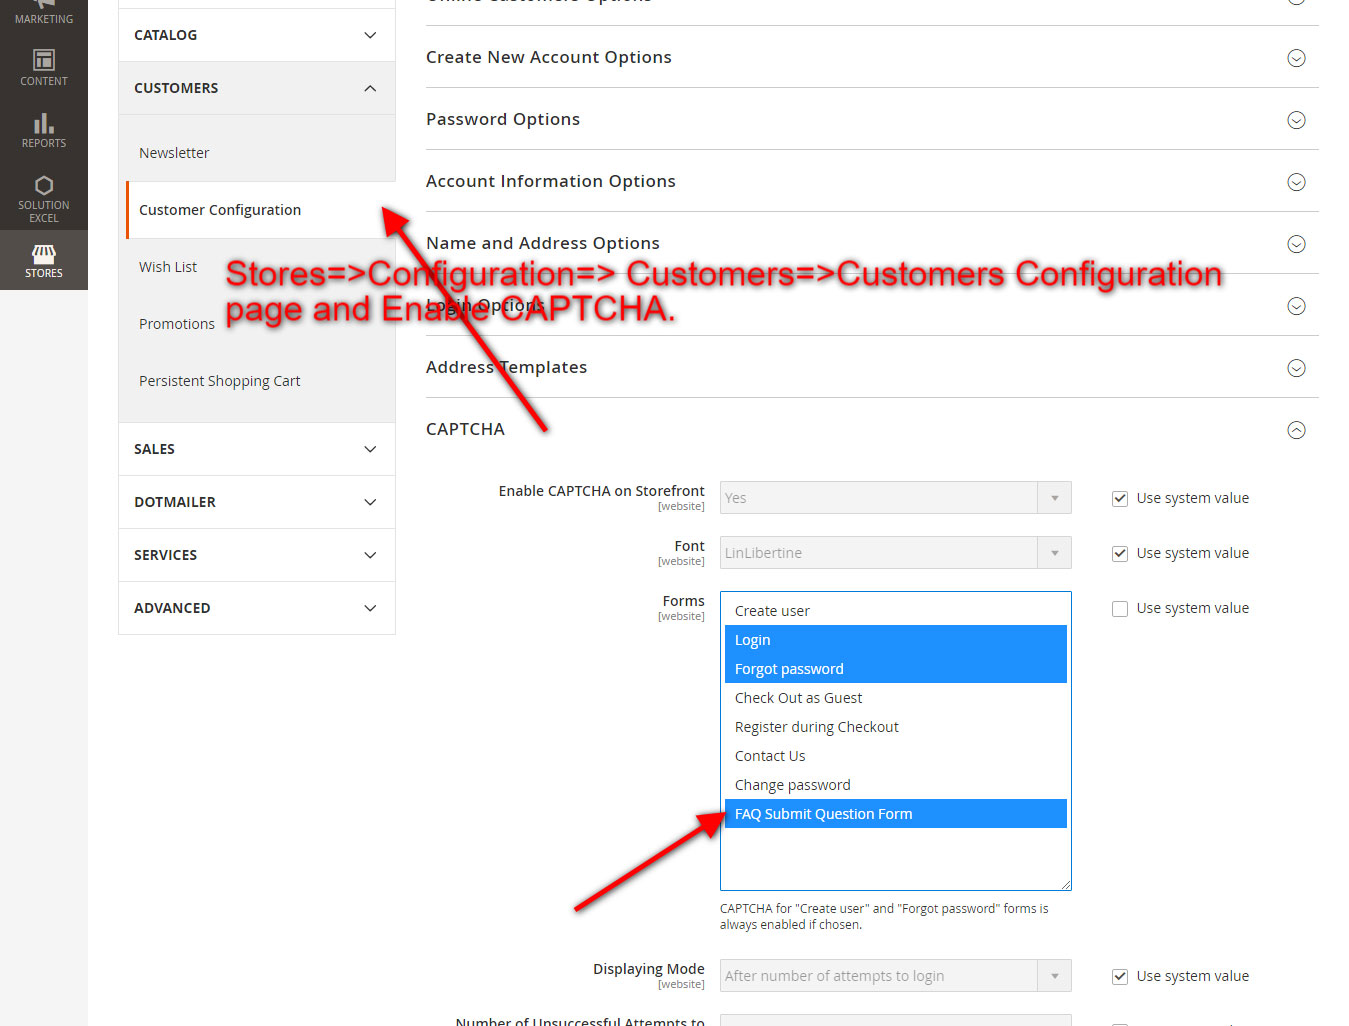 Online Customers Options
MARKETING
CATALOG
Create New Account Options
CONTENT
CUSTOMERS
Password Options
REPORTS
Newsletter
Account Information Options
SOLUTION
EXCEL
Customer Configuration
Name and Address Options
STORES
Wish List
Stores=>Configuration=> Customers=>Customers Configuration
page and Enable CAPTCHA.
Login Options
Promotions
Address Templates
Persistent Shopping Cart
CAPTCHA
SALES
DOTMAILER
SERVICES
ADVANCED
Enable CAPTCHA on Storefront
[website]
Yes
Use system value
Font
[website]
LinLibertine
Use system value
Forms
[website]
Use system value
Create user
Login
Forgot password
Check Out as Guest
Register during Checkout
Contact Us
Change password
FAQ Submit Question Form
CAPTCHA for "Create user" and "Forgot password" forms is
always enabled if chosen.
Displaying Mode
[website]
After number of attempts to login
Use system value
Number of Unsuccessful Attempts to